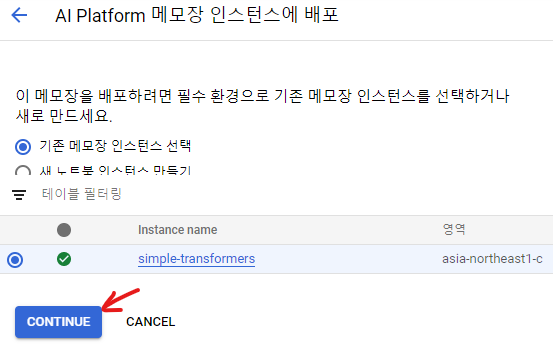 AI Platform 메모장 인스턴스에 배포
이 메모장을 배포하려면 필수 환경으로 기존 메모장 인스턴스를 선택하거나
새로 만드세요.
기존 메모장 인스턴스 선택
새 노트북 인스턴스 만들기
테이블 필터링
Instance name 영역
simple-transformers asia-northeast1-c
CONTINUE CANCEL